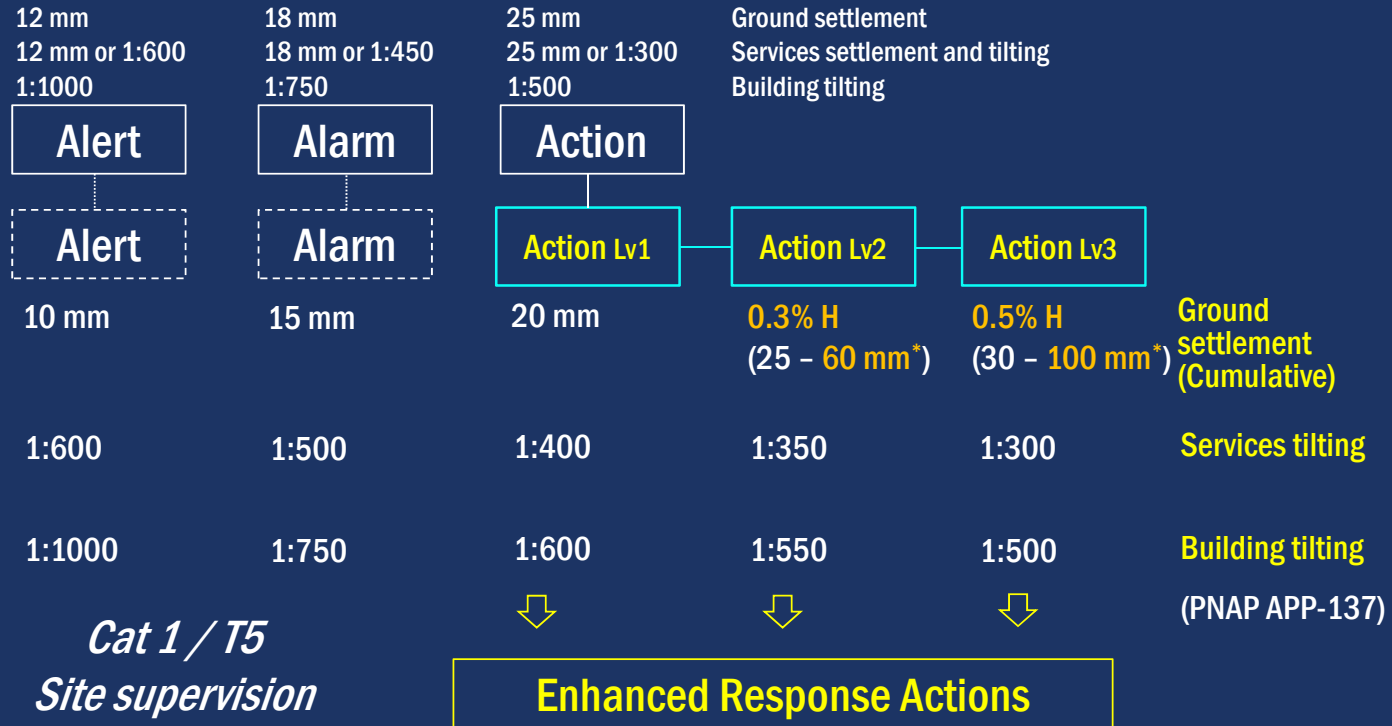 12 mm 18 mm 25 mm Ground settlement
12 mm or 1:600 18 mm or 1:450 25 mm or 1:300 Services settlement and tilting
1:1000 1:750 1:500 Building tilting
Alert Alarm Action
Alert Alarm Action Lv1 Action Lv2 Action Lv3
10 mm 15 mm 20 mm 0.3% H 0.5% H Ground
(25 – 60 mm*) (30 – 100 mm*) settlement
(Cumulative)
1:600 1:500 1:400 1:350 1:300 Services tilting
1:1000 1:750 1:600 1:550 1:500 Building tilting
(PNAP APP-137)
Cat 1 / T5
Site supervision
Enhanced Response Actions